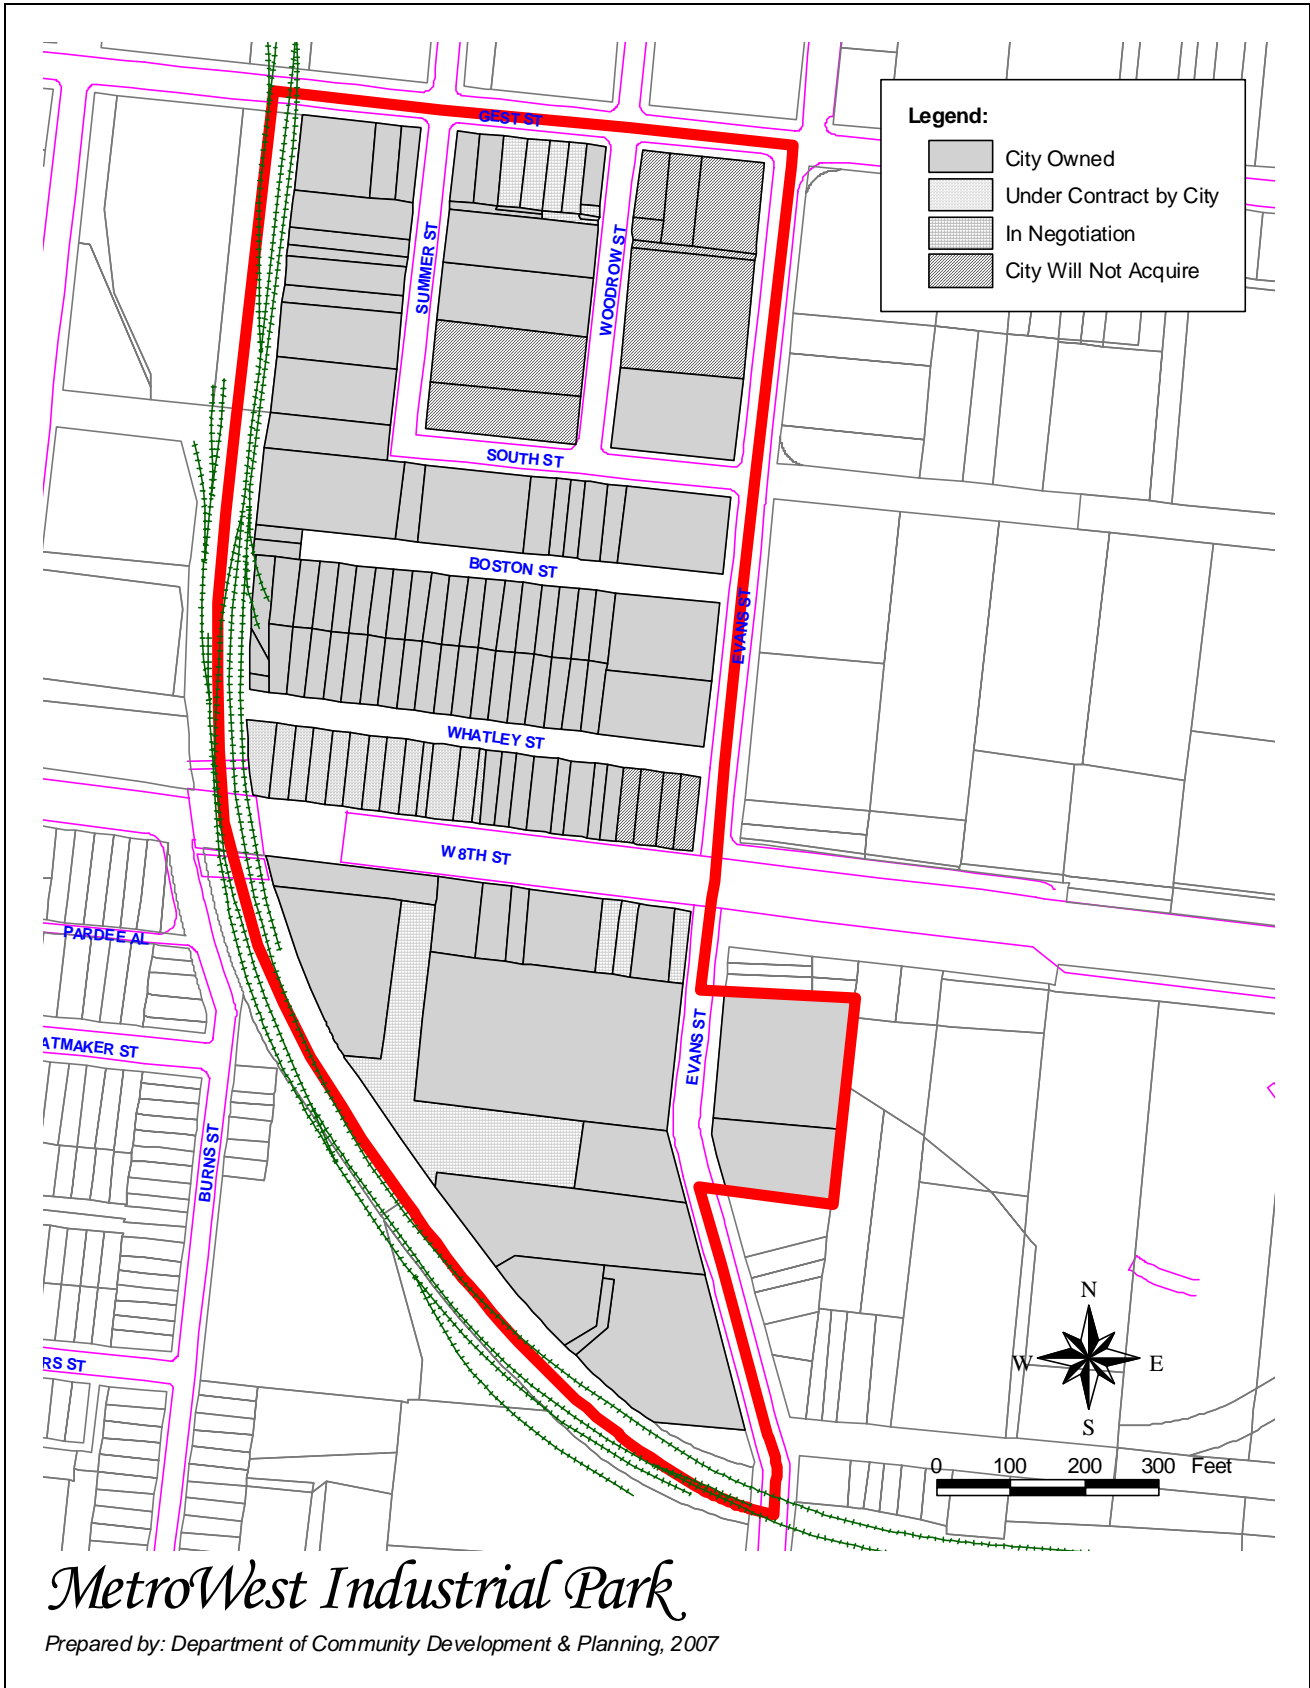 GEST ST
Legend:
City Owned
Under Contract by City
In Negotiation
City Will Not Acquire
SUMMER ST
WOODROW ST
SOUTH ST
BOSTON ST
EVANS ST
WHATLEY ST
W 8TH ST
PARDEE AL
ATMAKER ST
EVANS ST
BURNS ST
RS ST
N
W E
S
0 100 200 300 Feet
MetroWest Industrial Park
Prepared by: Department of Community Development & Planning, 2007